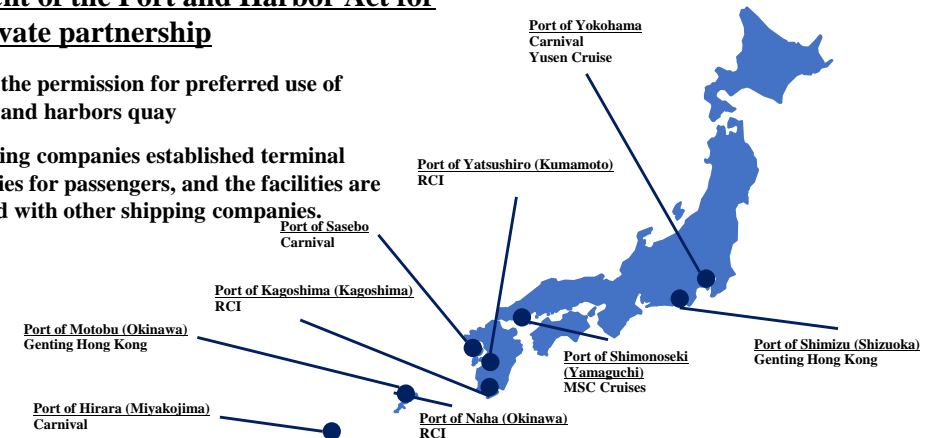 ent of the Port and Harbor Act for
vate partnership
the permission for preferred use of
and harbors quay
ing companies established terminal
ies for passengers, and the facilities are
d with other shipping companies.
Port of Yokohama
Carnival
Yusen Cruise
Port of Yatsushiro (Kumamoto)
RCI
Port of Sasebo
Carnival
Port of Kagoshima (Kagoshima)
RCI
Port of Motobu (Okinawa)
Genting Hong Kong
Port of Shimizu (Shizuoka)
Genting Hong Kong
Port of Shimonoseki
(Yamaguchi)
MSC Cruises
Port of Hirara (Miyakojima)
Carnival
Port of Naha (Okinawa)
RCI